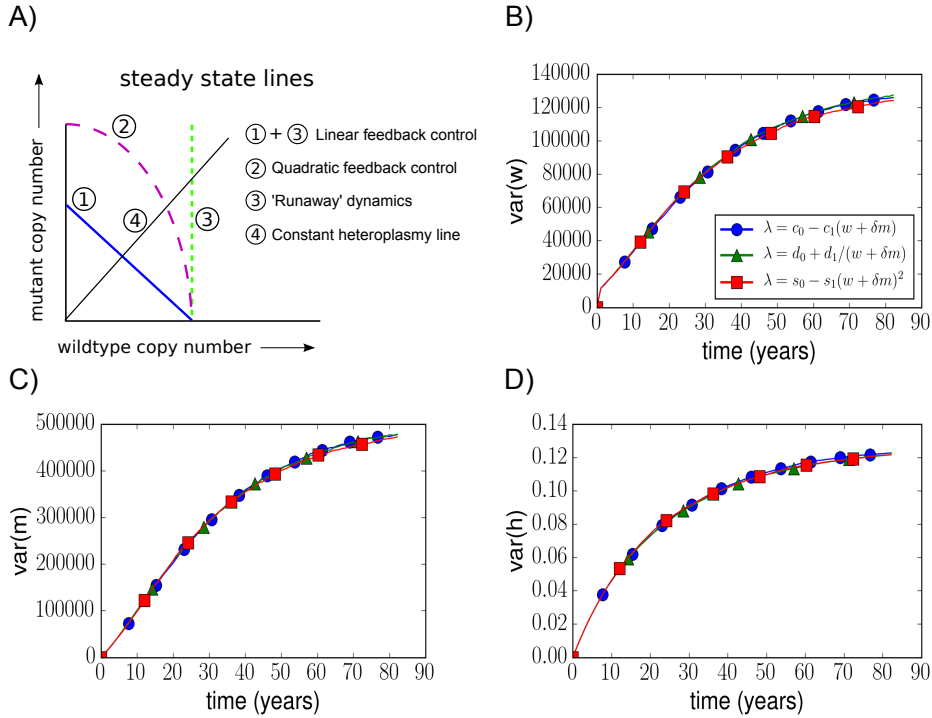 A)
steady state lines
mutant copy number
wildtype copy number
①
②
③
④
① + ③ Linear feedback control
② Quadratic feedback control
③ 'Runaway' dynamics
④ Constant heteroplasmy line
B)
var(w)
140000
120000
100000
80000
60000
40000
20000
0
0 10 20 30 40 50 60 70 80 90
time (years)
λ = c₀ − c₁(w + δm)
λ = d₀ + d₁/(w + δm)
λ = s₀ − s₁(w + δm)²
C)
var(m)
500000
400000
300000
200000
100000
0
0 10 20 30 40 50 60 70 80 90
time (years)
D)
var(h)
0.14
0.12
0.10
0.08
0.06
0.04
0.02
0.00
0 10 20 30 40 50 60 70 80 90
time (years)